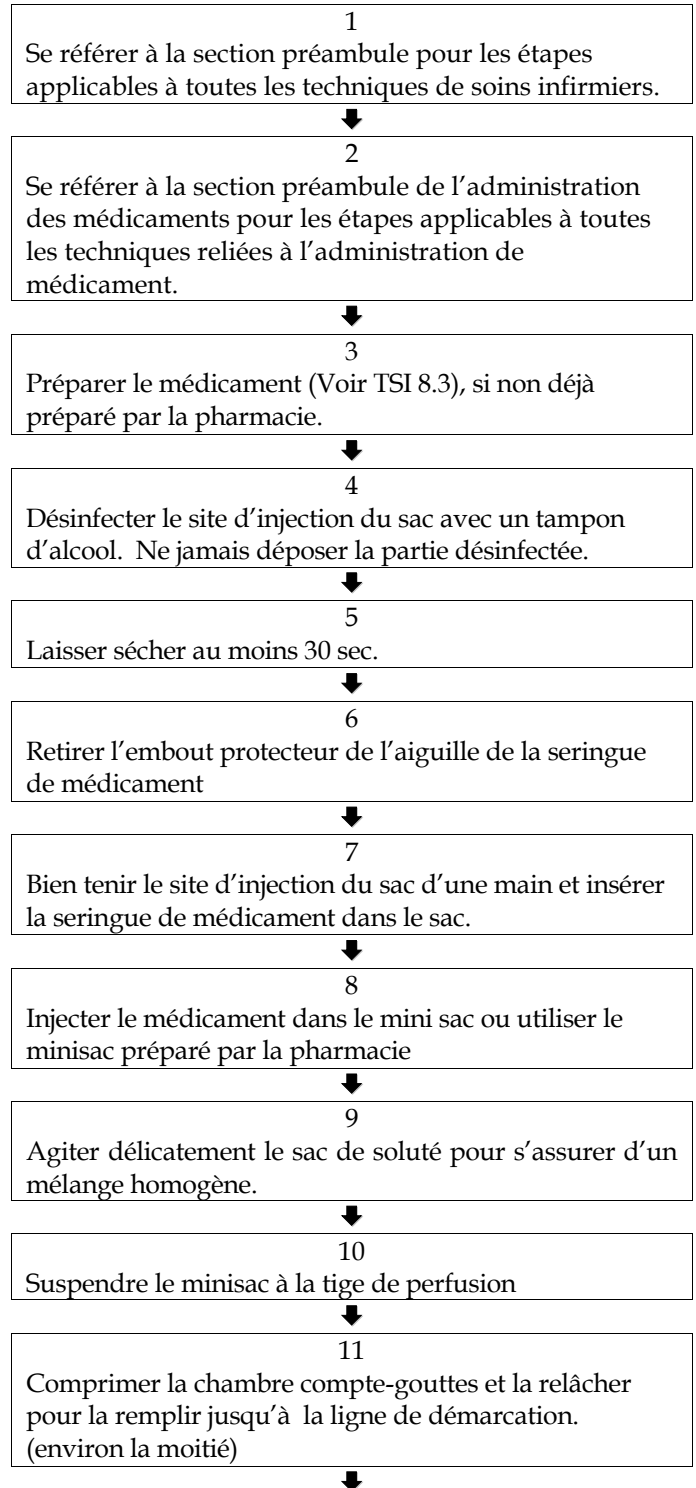 1
Se référer à la section préambule pour les étapes
applicables à toutes les techniques de soins infirmiers.
2
Se référer à la section préambule de l’administration
des médicaments pour les étapes applicables à toutes
les techniques reliées à l’administration de
médicament.
3
Préparer le médicament (Voir TSI 8.3), si non déjà
préparé par la pharmacie.
4
Désinfecter le site d’injection du sac avec un tampon
d’alcool.  Ne jamais déposer la partie désinfectée.
5
Laisser sécher au moins 30 sec.
6
Retirer l’embout protecteur de l’aiguille de la seringue
de médicament
7
Bien tenir le site d’injection du sac d’une main et insérer
la seringue de médicament dans le sac.
8
Injecter le médicament dans le mini sac ou utiliser le
minisac préparé par la pharmacie
9
Agiter délicatement le sac de soluté pour s’assurer d’un
mélange homogène.
10
Suspendre le minisac à la tige de perfusion
11
Comprimer la chambre compte-gouttes et la relâcher
pour la remplir jusqu’à  la ligne de démarcation.
(environ la moitié)